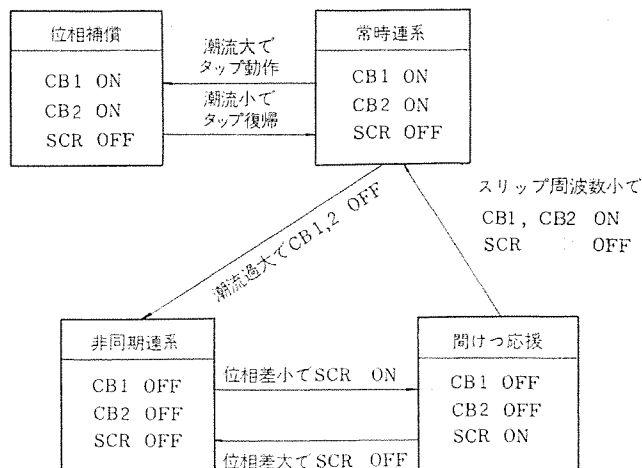 位相補償
CB1 ON
CB2 ON
SCR OFF
潮流大で
タップ動作
潮流小で
タップ復帰
常時連系
CB1 ON
CB2 ON
SCR OFF
潮流過大でCB1,2 OFF
スリップ周波数小で
CB1, CB2 ON
SCR OFF
非同期連系
CB1 OFF
CB2 OFF
SCR OFF
位相差小でSCR ON
位相差大でSCR OFF
間けつ応援
CB1 OFF
CB2 OFF
SCR ON